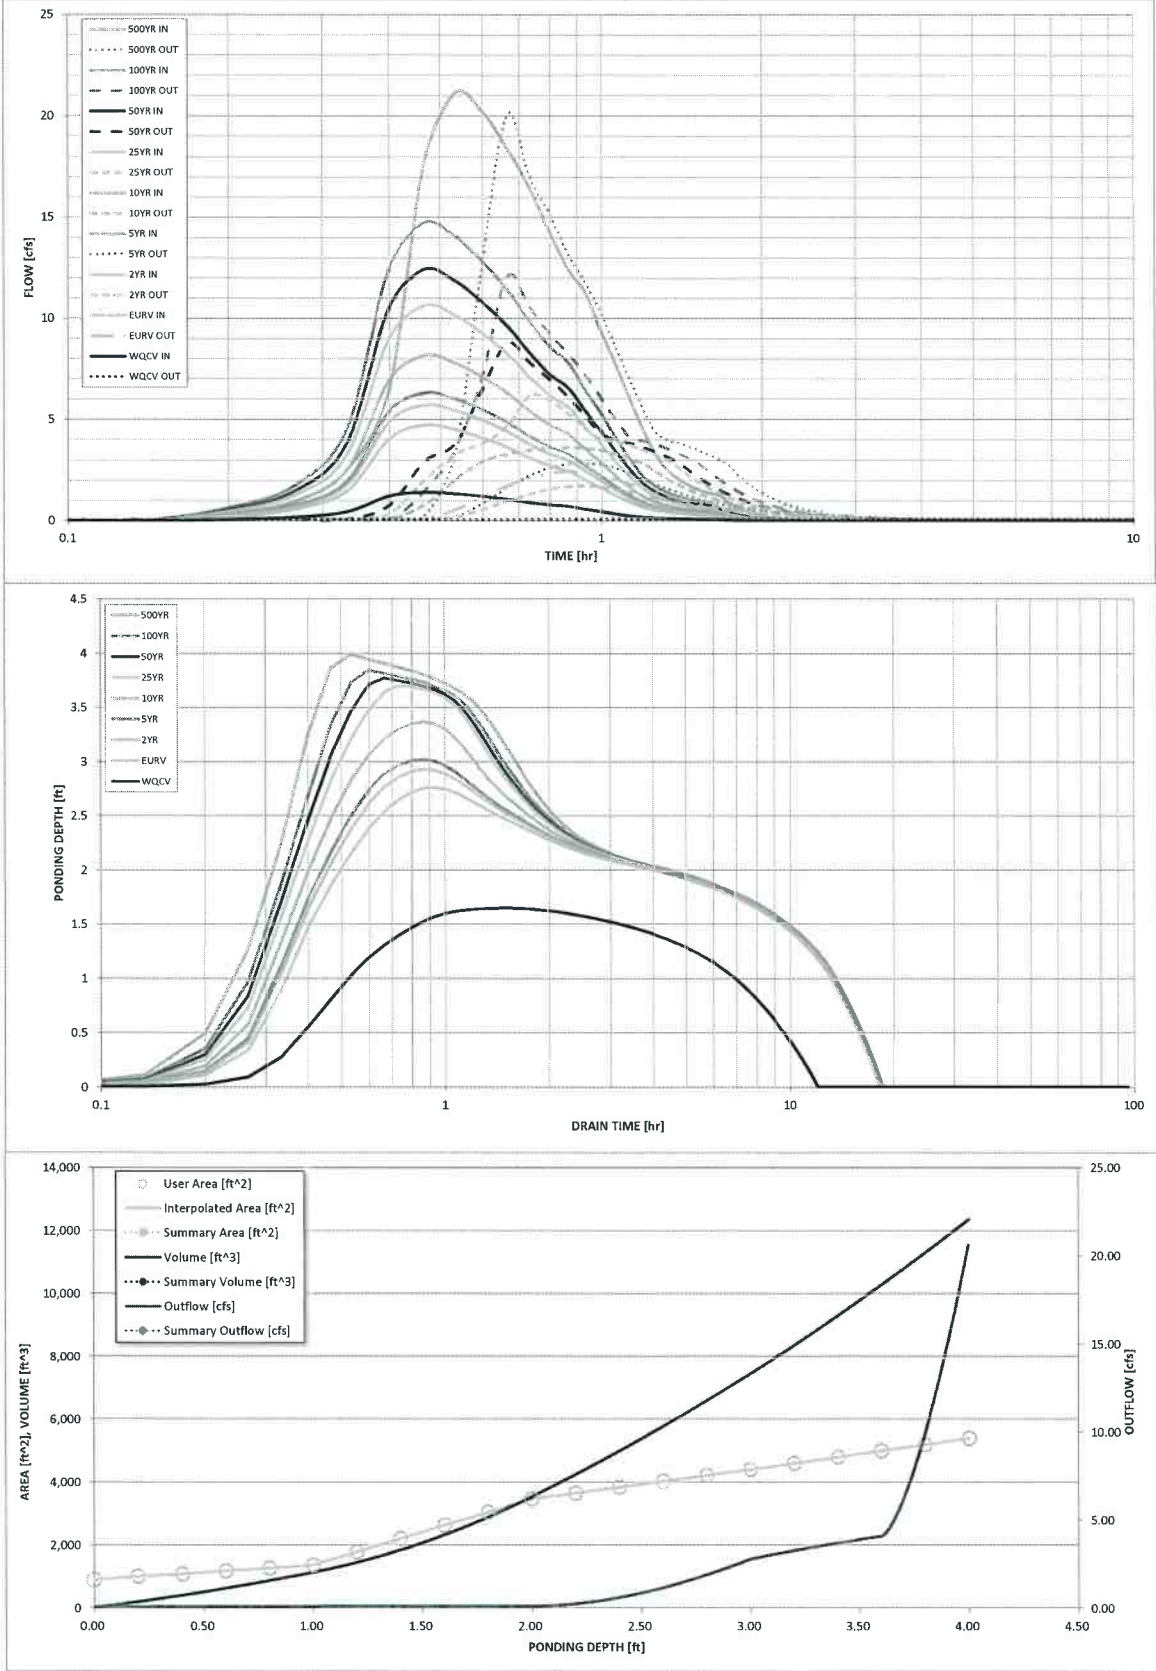 25
20
15
10
5
0
FLOW [cfs]
500YR IN
500YR OUT
100YR IN
100YR OUT
50YR IN
50YR OUT
25YR IN
25YR OUT
10YR IN
10YR OUT
5YR IN
5YR OUT
2YR IN
2YR OUT
EURV IN
EURV OUT
WQCV IN
WQCV OUT
0.1
1
10
TIME [hr]
4.5
4
3.5
3
2.5
2
1.5
1
0.5
0
PONDING DEPTH [ft]
500YR
100YR
50YR
25YR
10YR
5YR
2YR
EURV
WQCV
0.1
1
10
100
DRAIN TIME [hr]
14,000
12,000
10,000
8,000
6,000
4,000
2,000
0
AREA [ft^2], VOLUME [ft^3]
User Area [ft^2]
Interpolated Area [ft^2]
Summary Area [ft^2]
Volume [ft^3]
Summary Volume [ft^3]
Outflow [cfs]
Summary Outflow [cfs]
25.00
20.00
15.00
10.00
5.00
0.00
OUTFLOW [cfs]
0.00
0.50
1.00
1.50
2.00
2.50
3.00
3.50
4.00
4.50
PONDING DEPTH [ft]